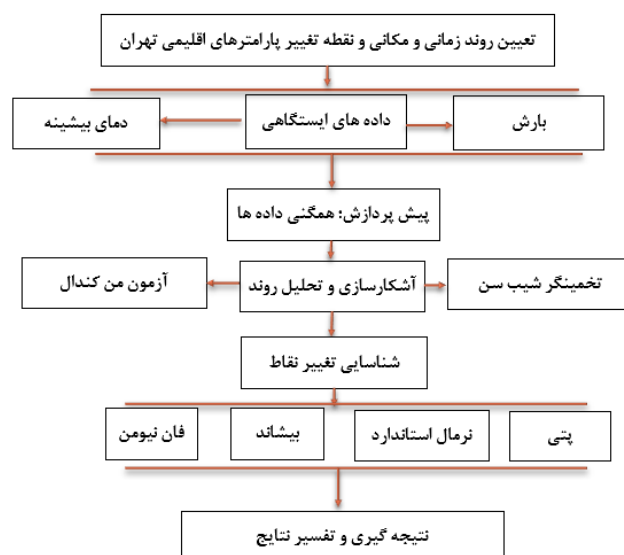 تعیین روند زمانی و مکانی و نقطه تغییر پارامترهای اقلیمی تهران
بارش
داده های ایستگاهی
دمای بیشینه
پیش پردازش؛ همگنی داده ها
تخمینگر شیب سن
آشکارسازی و تحلیل روند
آزمون من کندال
شناسایی تغییر نقاط
پتی
نرمال استاندارد
بیشاند
فان نیومن
نتیجه گیری و تفسیر نتایج